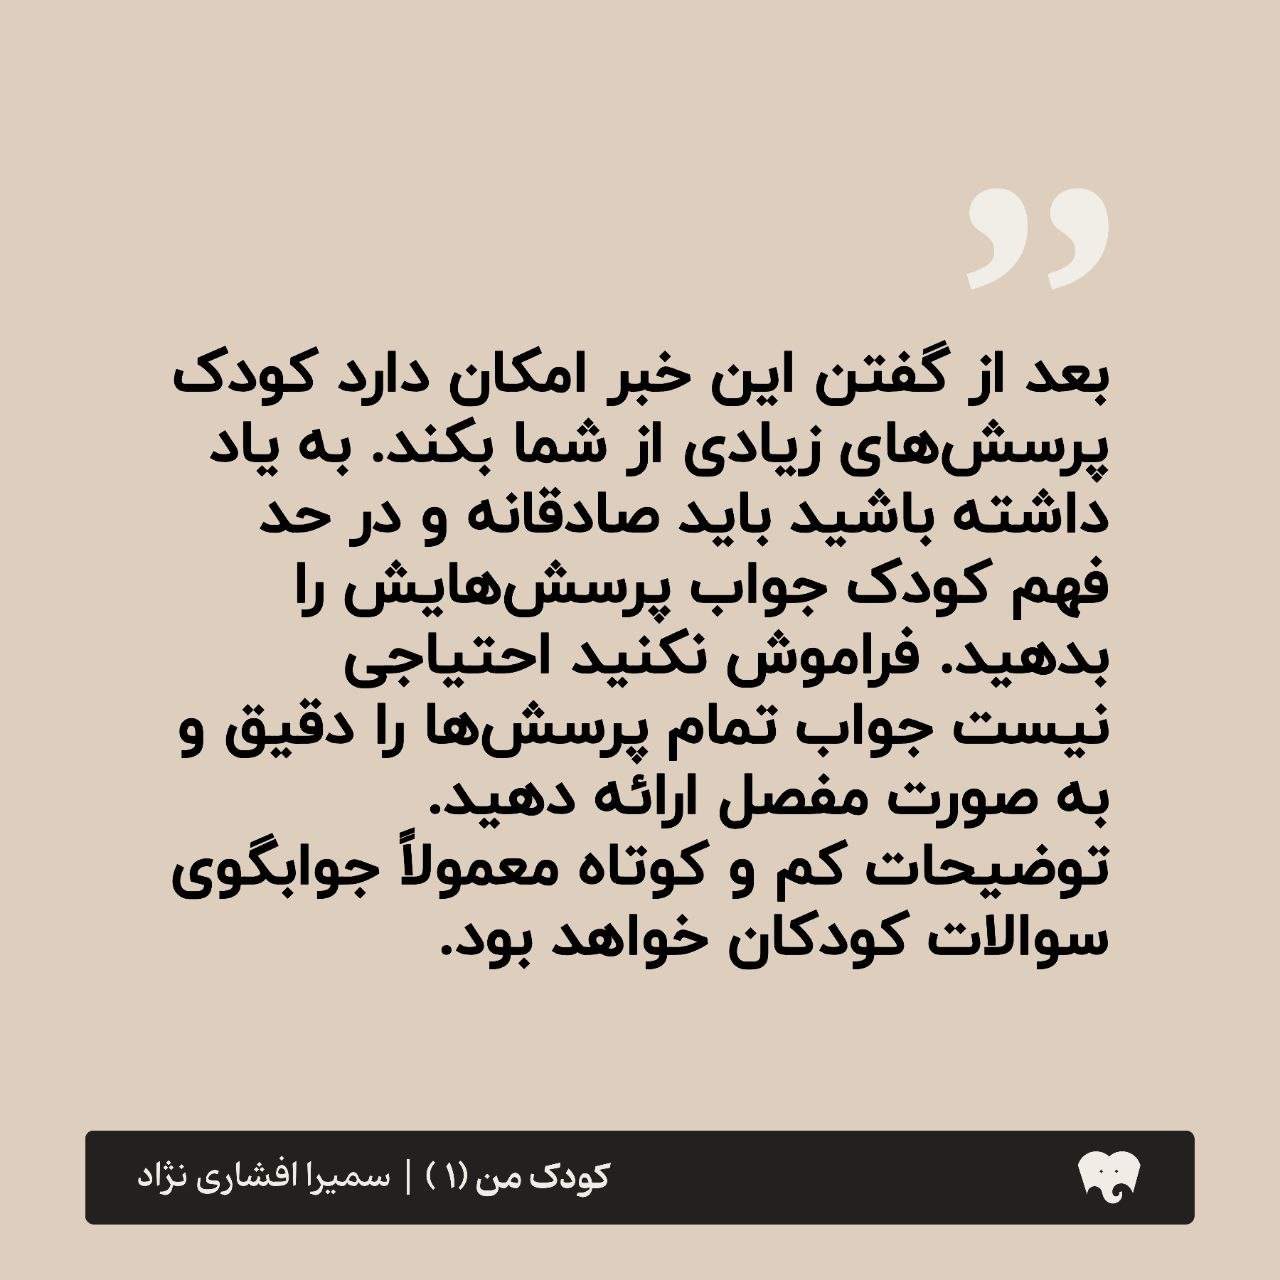 بعد از گفتن این خبر امکان دارد کودک
پرسش‌های زیادی از شما بکند. به یاد
داشته باشید باید صادقانه و در حد
فهم کودک جواب پرسش‌هایش را
بدهید. فراموش نکنید احتیاجی
نیست جواب تمام پرسش‌ها را دقیق و
به صورت مفصل ارائه دهید.
توضیحات کم و کوتاه معمولاً جوابگوی
سوالات کودکان خواهد بود.
کودک من (۱) | سمیرا افشاری نژاد